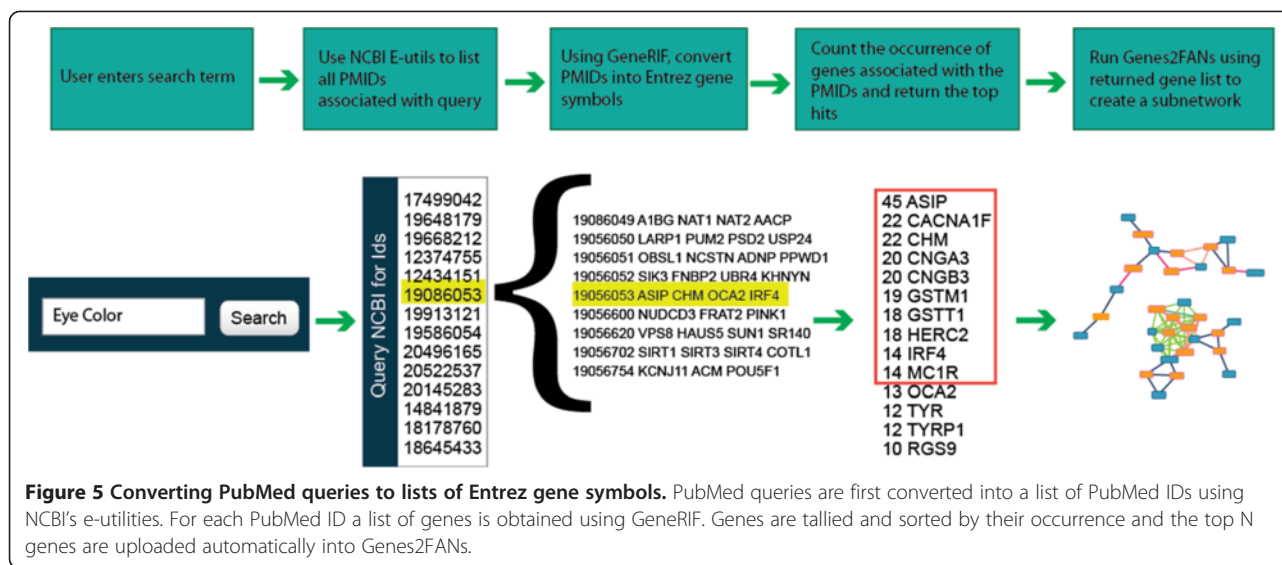 User enters search term
Use NCBI E-utils to list
all PMIDs
associated with query
Using GeneRIF, convert
PMIDs into Entrez gene
symbols
Count the occurrence of
genes associated with the
PMIDs and return the top
hits
Run Genes2FANs using
returned gene list to
create a subnetwork
Eye Color
Search
Query NCBI for Ids
17499042
19648179
19668212
12374755
12434151
19086053
19913121
19586054
20496165
20522537
20145283
14841879
18178760
18645433
{
19086049 A1BG NAT1 NAT2 AACP
19056050 LARP1 PUM2 PSD2 USP24
19056051 OBSL1 NCSTN ADNP PPWD1
19056052 SIK3 FNBP2 UBR4 KHNYN
19056053 ASIP CHM OCA2 IRF4
19056600 NUDCD3 FRAT2 PINK1
19056620 VPS8 HAUS5 SUN1 SR140
19056702 SIRT1 SIRT3 SIRT4 COTL1
19056754 KCNJ11 ACM POU5F1
45 ASIP
22 CACNA1F
22 CHM
20 CNGA3
20 CNGB3
19 GSTM1
18 GSTT1
18 HERC2
14 IRF4
14 MC1R
13 OCA2
12 TYR
12 TYRP1
10 RGS9
Figure 5 Converting PubMed queries to lists of Entrez gene symbols. PubMed queries are first converted into a list of PubMed IDs using
NCBI's e-utilities. For each PubMed ID a list of genes is obtained using GeneRIF. Genes are tallied and sorted by their occurrence and the top N
genes are uploaded automatically into Genes2FANs.